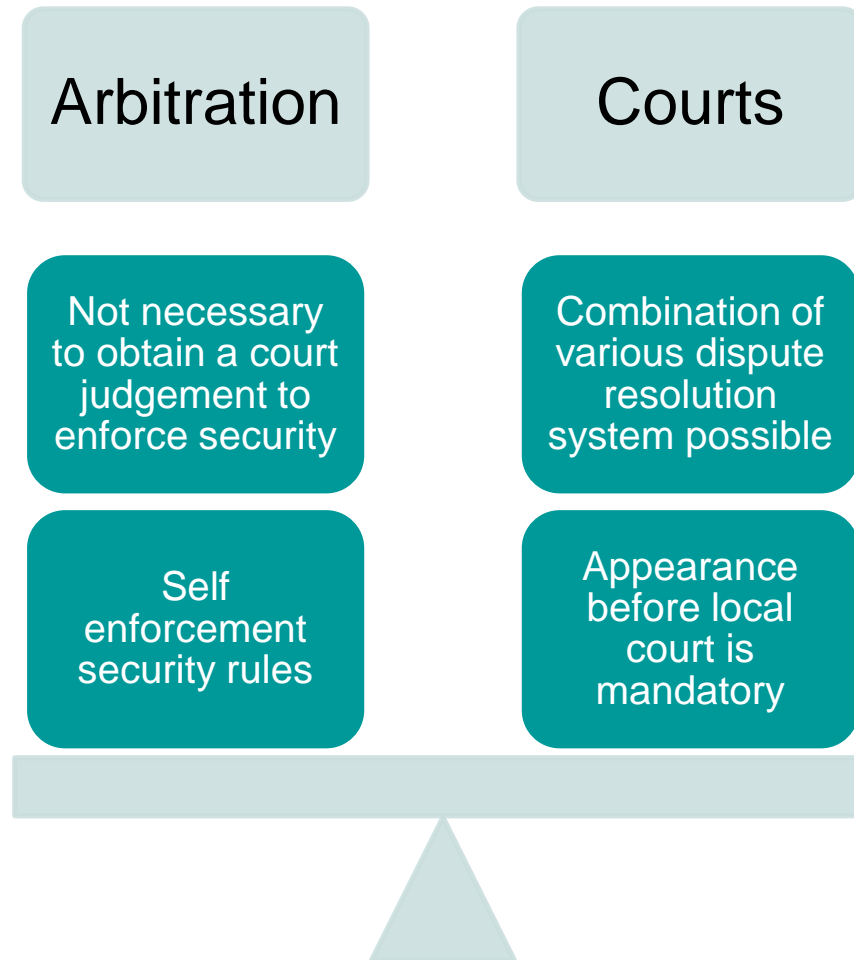 Arbitration
Courts
Not necessary
to obtain a court
judgement to
enforce security
Combination of
various dispute
resolution
system possible
Self
enforcement
security rules
Appearance
before local
court is
mandatory